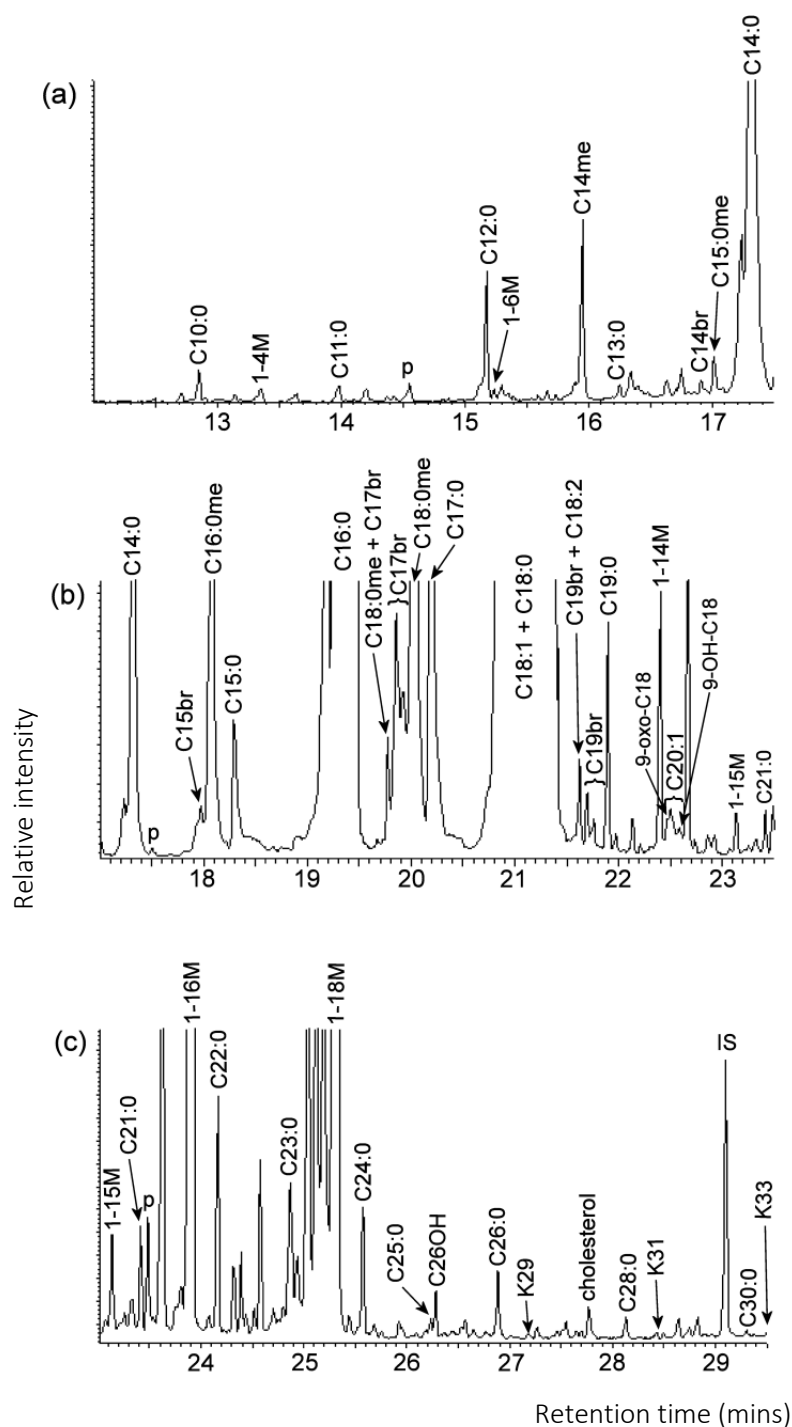 (a)
C10:0
1-4M
C11:0
p
C12:0
1-6M
C14me
C13:0
C14br
C15:0me
C14:0
13 14 15 16 17
(b)
C14:0
p
C15br
C16:0me
C15:0
C16:0
C18:0me + C17br
C17br
C18:0me
C17:0
C18:1 + C18:0
C19br + C18:2
C19br
C19:0
1-14M
9-oxo-C18
C20:1
9-OH-C18
1-15M
C21:0
18 19 20 21 22 23
Relative intensity
(c)
1-15M
C21:0
p
1-16M
C22:0
C23:0
1-18M
C24:0
C25:0
C26OH
C26:0
K29
cholesterol
C28:0
K31
IS
C30:0
K33
24 25 26 27 28 29
Retention time (mins)